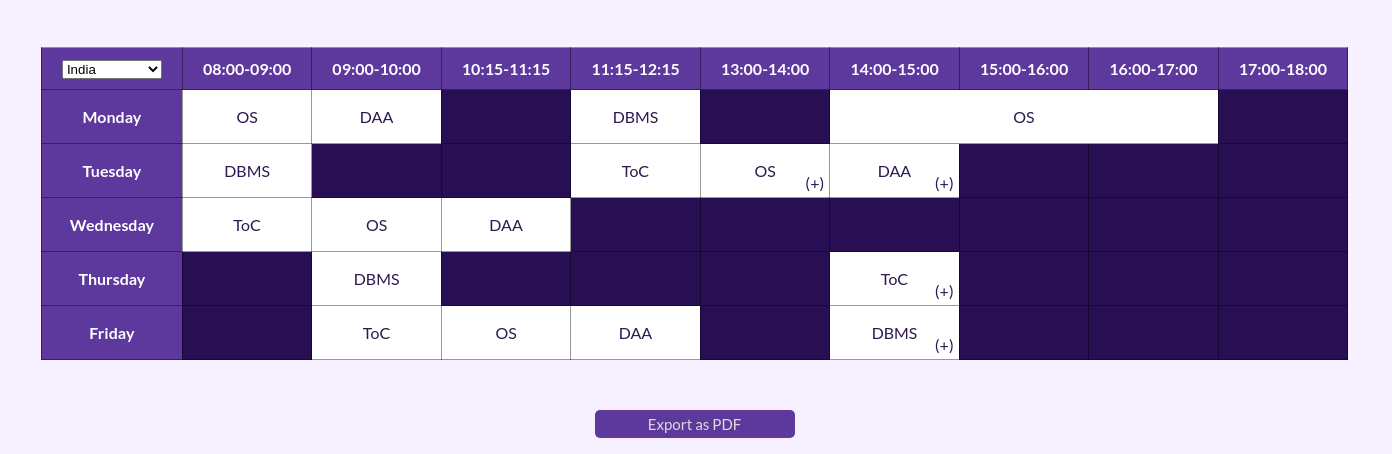 India 08:00-09:00 09:00-10:00 10:15-11:15 11:15-12:15 13:00-14:00 14:00-15:00 15:00-16:00 16:00-17:00 17:00-18:00
Monday OS DAA DBMS OS
Tuesday DBMS ToC OS (+) DAA (+)
Wednesday ToC OS DAA
Thursday DBMS ToC (+)
Friday ToC OS DAA DBMS (+)
Export as PDF